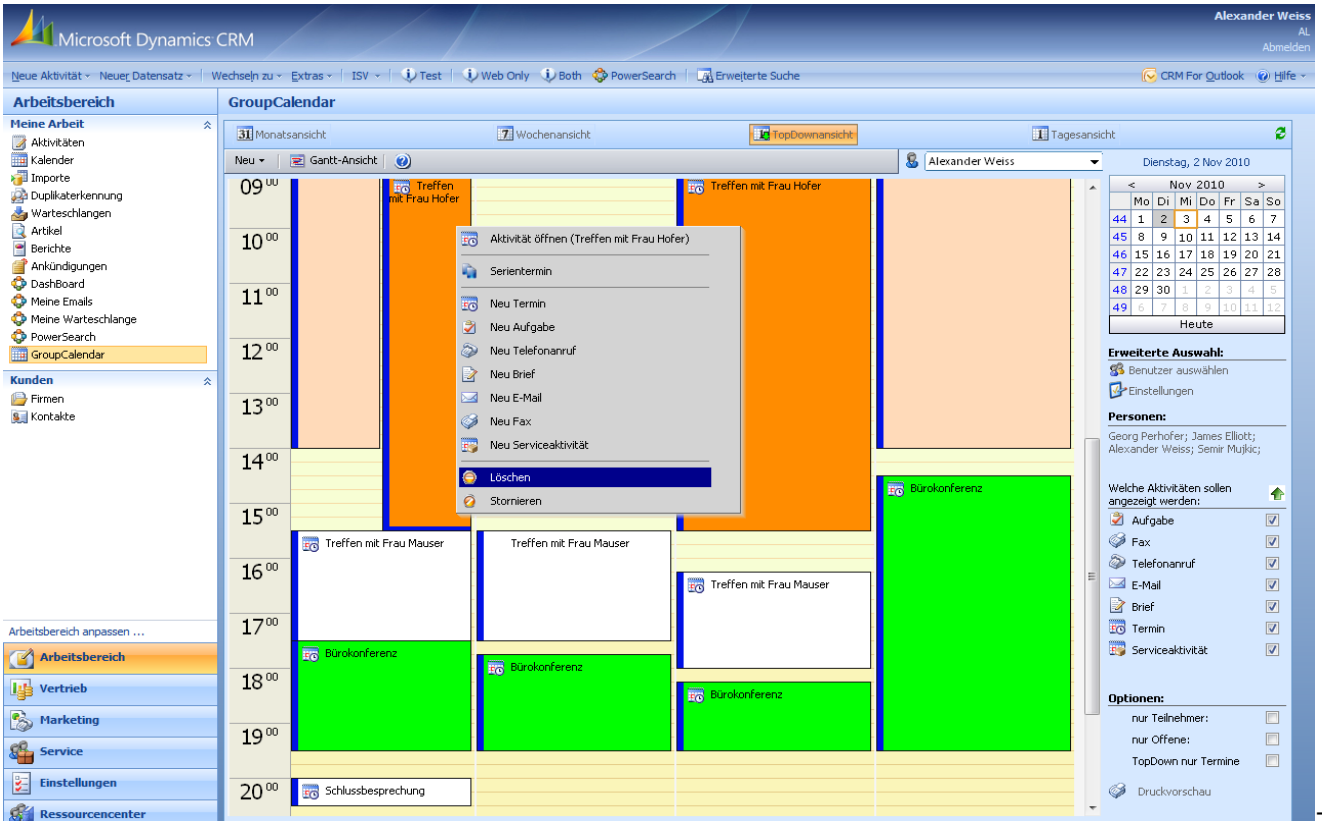 Alexander Weiss
AL
Abmelden
Microsoft Dynamics CRM
Neue Aktivität Neuer Datensatz Wechseln zu Extras ISV Test Web Only Both PowerSearch Erweiterte Suche CRM For Outlook Hilfe
Arbeitsbereich
Meine Arbeit
Aktivitäten
Kalender
Importe
Duplikaterkennung
Warteschlangen
Artikel
Berichte
Ankündigungen
DashBoard
Meine Emails
Meine Warteschlange
PowerSearch
GroupCalendar
Kunden
Firmen
Kontakte
Arbeitsbereich anpassen ...
Arbeitsbereich
Vertrieb
Marketing
Service
Einstellungen
Ressourcencenter
GroupCalendar
31 Monatsansicht 7 Wochenansicht TopDownansicht 1 Tagesansicht
Neu Gantt-Ansicht Alexander Weiss
09 00
10 00
11 00
12 00
13 00
14 00
15 00
16 00
17 00
18 00
19 00
20 00
Treffen
mit Frau Hofer
Treffen mit Frau Hofer
Aktivität öffnen (Treffen mit Frau Hofer)
Serientermin
Neu Termin
Neu Aufgabe
Neu Telefonanruf
Neu Brief
Neu E-Mail
Neu Fax
Neu Serviceaktivität
Löschen
Stornieren
Bürokonferenz
Treffen mit Frau Mauser
Treffen mit Frau Mauser
Treffen mit Frau Mauser
Bürokonferenz
Bürokonferenz
Bürokonferenz
Schlussbesprechung
Dienstag, 2 Nov 2010
< Nov 2010 >
Mo Di Mi Do Fr Sa So
44 1 2 3 4 5 6 7
45 8 9 10 11 12 13 14
46 15 16 17 18 19 20 21
47 22 23 24 25 26 27 28
48 29 30 1 2 3 4 5
49 6 7 8 9 10 11 12
Heute
Erweiterte Auswahl:
Benutzer auswählen
Einstellungen
Personen:
Georg Perhofer; James Elliott;
Alexander Weiss; Semir Mujkic;
Welche Aktivitäten sollen
angezeigt werden:
Aufgabe
Fax
Telefonanruf
E-Mail
Brief
Termin
Serviceaktivität
Optionen:
nur Teilnehmer:
nur Offene:
TopDown nur Termine
Druckvorschau